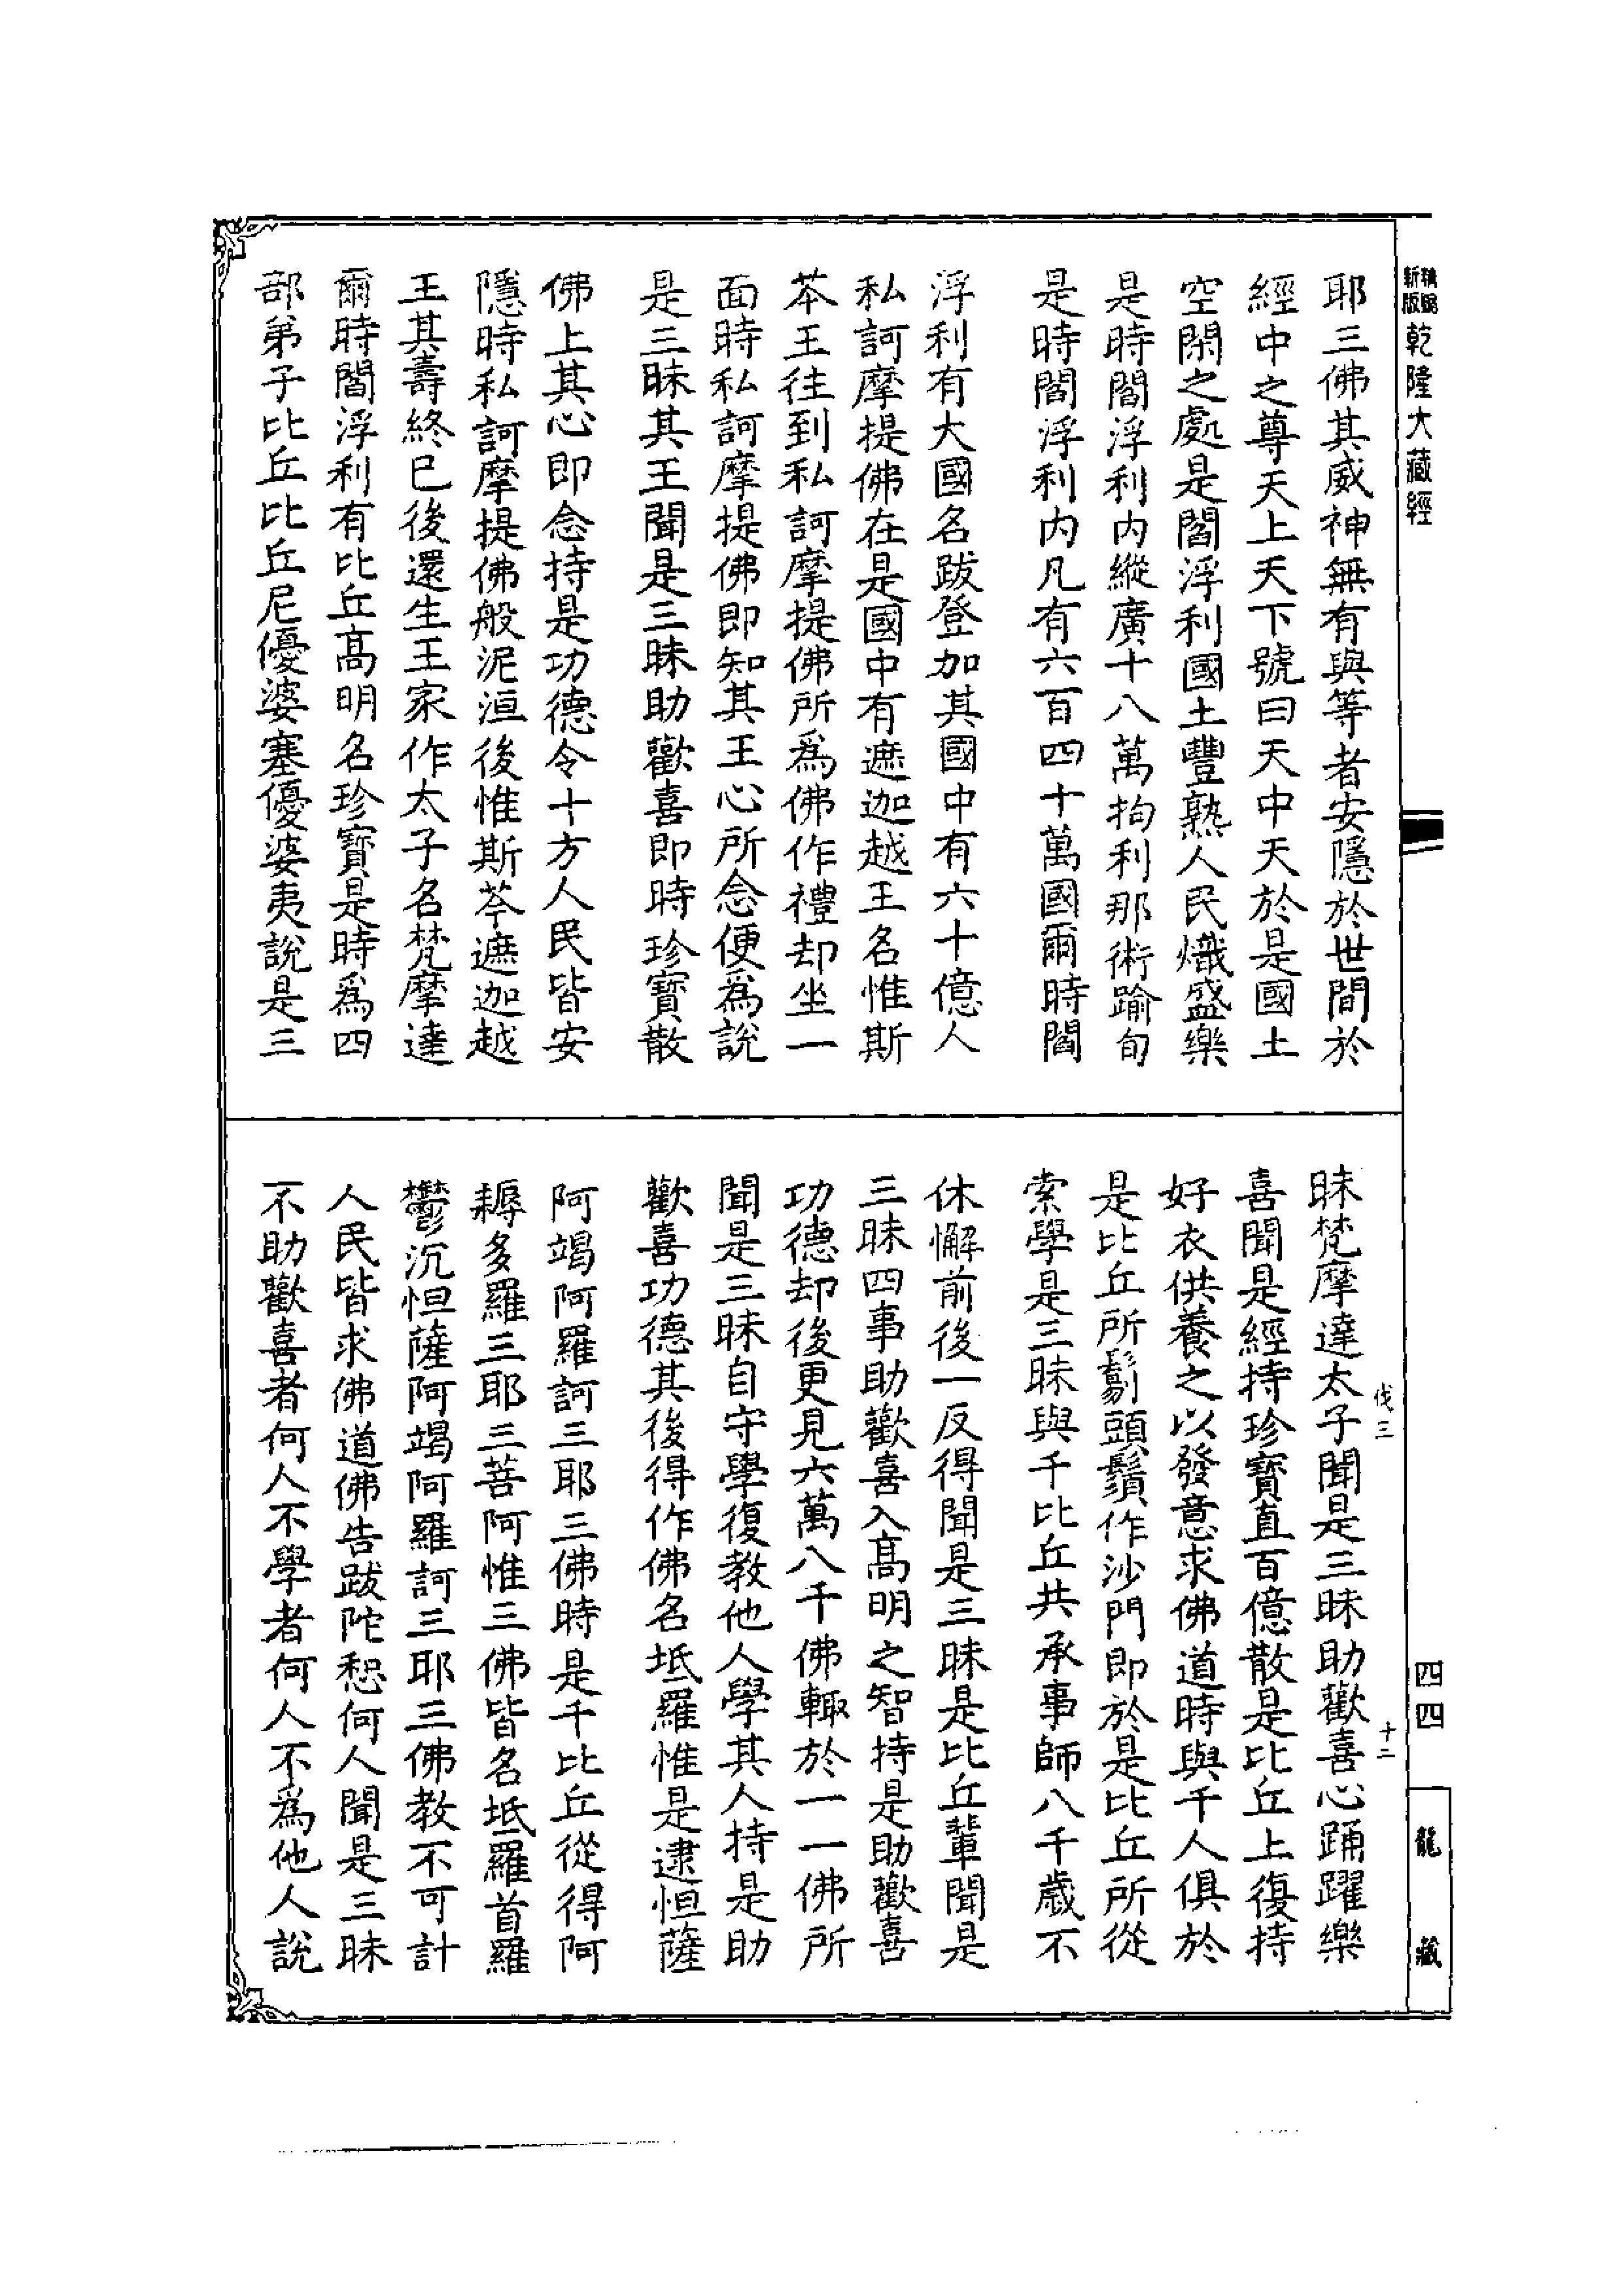 新版
乾隆大藏經
耶三佛其威神無有與等者安隱於世間於
經中之尊天上天下號曰天中天於是國土
空閑之處是閻浮利國土豐熟人民熾盛樂
是時閻浮利内縱廣十八萬拘利那術踰旬
是時閻浮利内凡有六百四十萬國爾時閻
浮利有大國名跋登加其國中有六十億人
私訶摩提佛在是國中有遮迦越王名惟斯
芩王往到私訶摩提佛所爲佛作禮却坐一
面時私訶摩提佛即知其王心所念便爲說
是三昧其王聞是三昧助歡喜即時珍寶散
佛上其心即念持是功德令十方人民皆安
隱時私訶摩提佛般泥洹後惟斯芩遮迦越
王其壽終已後還生王家作太子名梵摩達
爾時閻浮利有比丘高明名珍寶是時爲四
部弟子比丘比丘尼優婆塞優婆夷說是三
昧梵摩達太子聞是三昧助歡喜心踊躍樂
喜聞是經持珍寶直百億散是比丘上復持
好衣供養之以發意求佛道時與千人俱於
是比丘所鬀頭鬚作沙門即於是比丘所從
索學是三昧與千比丘共承事師八千歲不
休懈前後一反得聞是三昧是比丘輩聞是
三昧四事助歡喜入高明之智持是助歡喜
功德却後更見六萬八千佛輙於一一佛所
聞是三昧自守學復教他人學其人持是助
歡喜功德其後得作佛名坻羅惟是逮怛薩
阿竭阿羅訶三耶三佛時是千比丘從得阿
耨多羅三耶三菩阿惟三佛皆名坻羅首羅
鬱沉怛薩阿竭阿羅訶三耶三佛教不可計
人民皆求佛道佛告跋陀惒何人聞是三昧
不助歡喜者何人不學者何人不爲他人說
伐三
十二
四四
龍藏